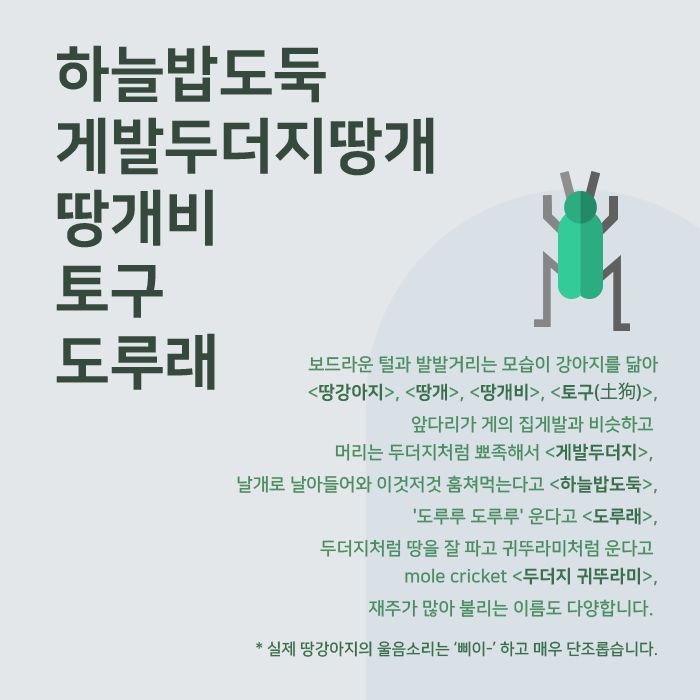 하늘밥도둑
게발두더지땅개
땅개비
토구
도루래
보드라운 털과 발발거리는 모습이 강아지를 닮아
<땅강아지>, <땅개>, <땅개비>, <토구(土狗)>,
앞다리가 게의 집게발과 비슷하고
머리는 두더지처럼 뾰족해서 <게발두더지>,
날개로 날아들어와 이것저것 훔쳐먹는다고 <하늘밥도둑>,
'도루루 도루루' 운다고 <도루래>,
두더지처럼 땅을 잘 파고 귀뚜라미처럼 운다고
mole cricket <두더지 귀뚜라미>,
재주가 많아 불리는 이름도 다양합니다.
* 실제 땅강아지의 울음소리는 ‘삐이-’ 하고 매우 단조롭습니다.